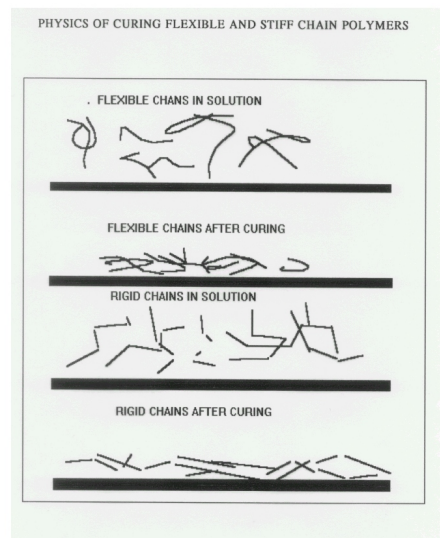 PHYSICS OF CURING FLEXIBLE AND STIFF CHAIN POLYMERS
. FLEXIBLE CHANS IN SOLUTION
FLEXIBLE CHAINS AFTER CURING
RIGID CHAINS IN SOLUTION
RIGID CHAINS AFTER CURING